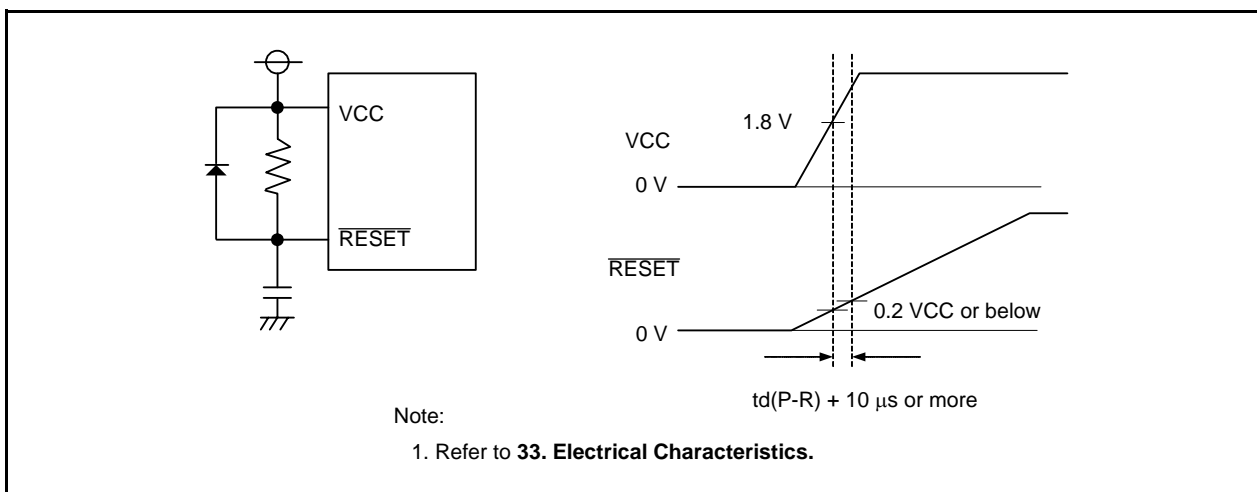 VCC
RESET
VCC
1.8 V
0 V
RESET
0 V
0.2 VCC or below
td(P-R) + 10 μs or more
Note:
1. Refer to 33. Electrical Characteristics.